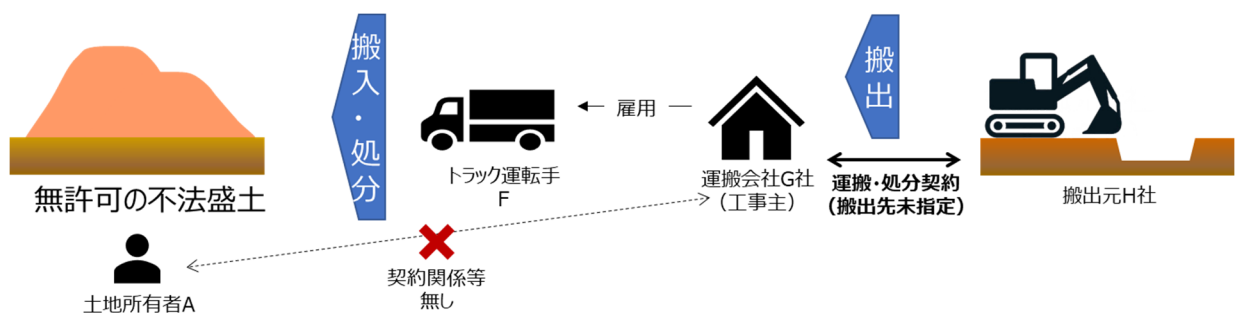 搬入・処分
搬出
雇用
トラック運転手
F
運搬会社G社
（工事主）
運搬・処分契約
（搬出先未指定）
搬出元H社
無許可の不法盛土
契約関係等
無し
土地所有者A